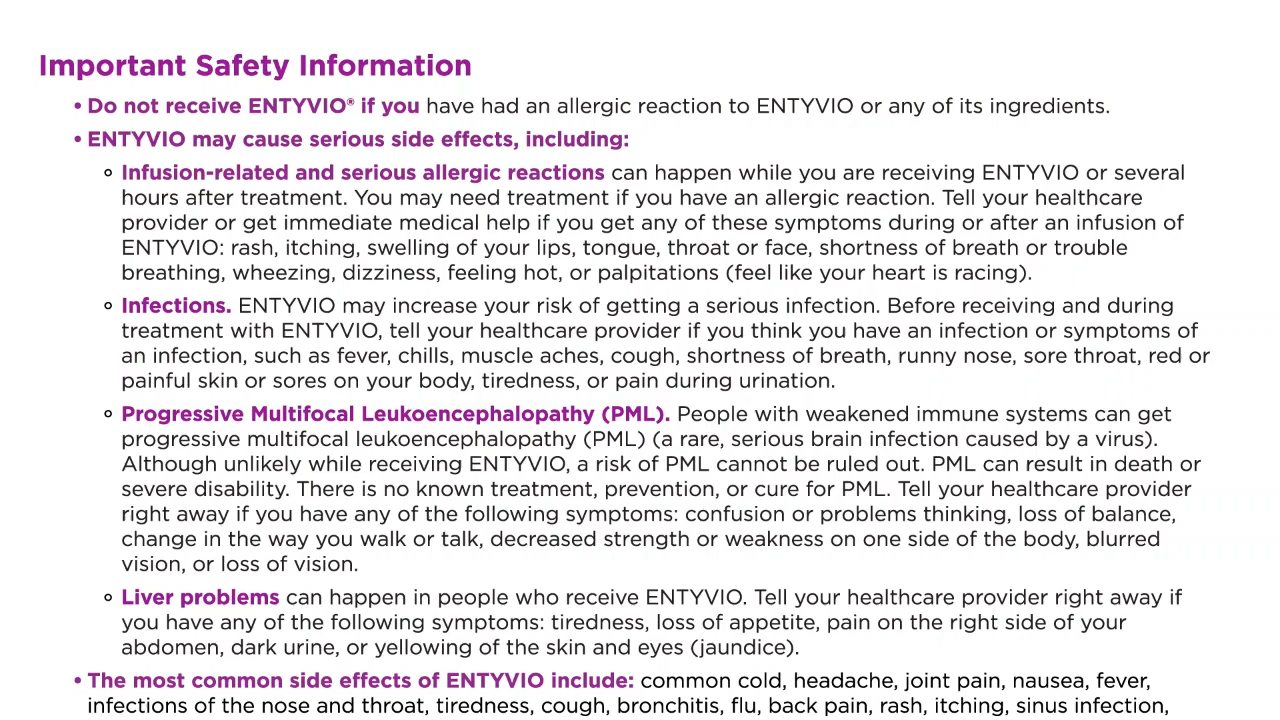 Important Safety Information
• Do not receive ENTYVIO® if you have had an allergic reaction to ENTYVIO or any of its ingredients.
• ENTYVIO may cause serious side effects, including:
◦ Infusion-related and serious allergic reactions can happen while you are receiving ENTYVIO or several
hours after treatment. You may need treatment if you have an allergic reaction. Tell your healthcare
provider or get immediate medical help if you get any of these symptoms during or after an infusion of
ENTYVIO: rash, itching, swelling of your lips, tongue, throat or face, shortness of breath or trouble
breathing, wheezing, dizziness, feeling hot, or palpitations (feel like your heart is racing).
◦ Infections. ENTYVIO may increase your risk of getting a serious infection. Before receiving and during
treatment with ENTYVIO, tell your healthcare provider if you think you have an infection or symptoms of
an infection, such as fever, chills, muscle aches, cough, shortness of breath, runny nose, sore throat, red or
painful skin or sores on your body, tiredness, or pain during urination.
◦ Progressive Multifocal Leukoencephalopathy (PML). People with weakened immune systems can get
progressive multifocal leukoencephalopathy (PML) (a rare, serious brain infection caused by a virus).
Although unlikely while receiving ENTYVIO, a risk of PML cannot be ruled out. PML can result in death or
severe disability. There is no known treatment, prevention, or cure for PML. Tell your healthcare provider
right away if you have any of the following symptoms: confusion or problems thinking, loss of balance,
change in the way you walk or talk, decreased strength or weakness on one side of the body, blurred
vision, or loss of vision.
◦ Liver problems can happen in people who receive ENTYVIO. Tell your healthcare provider right away if
you have any of the following symptoms: tiredness, loss of appetite, pain on the right side of your
abdomen, dark urine, or yellowing of the skin and eyes (jaundice).
• The most common side effects of ENTYVIO include: common cold, headache, joint pain, nausea, fever,
infections of the nose and throat, tiredness, cough, bronchitis, flu, back pain, rash, itching, sinus infection,